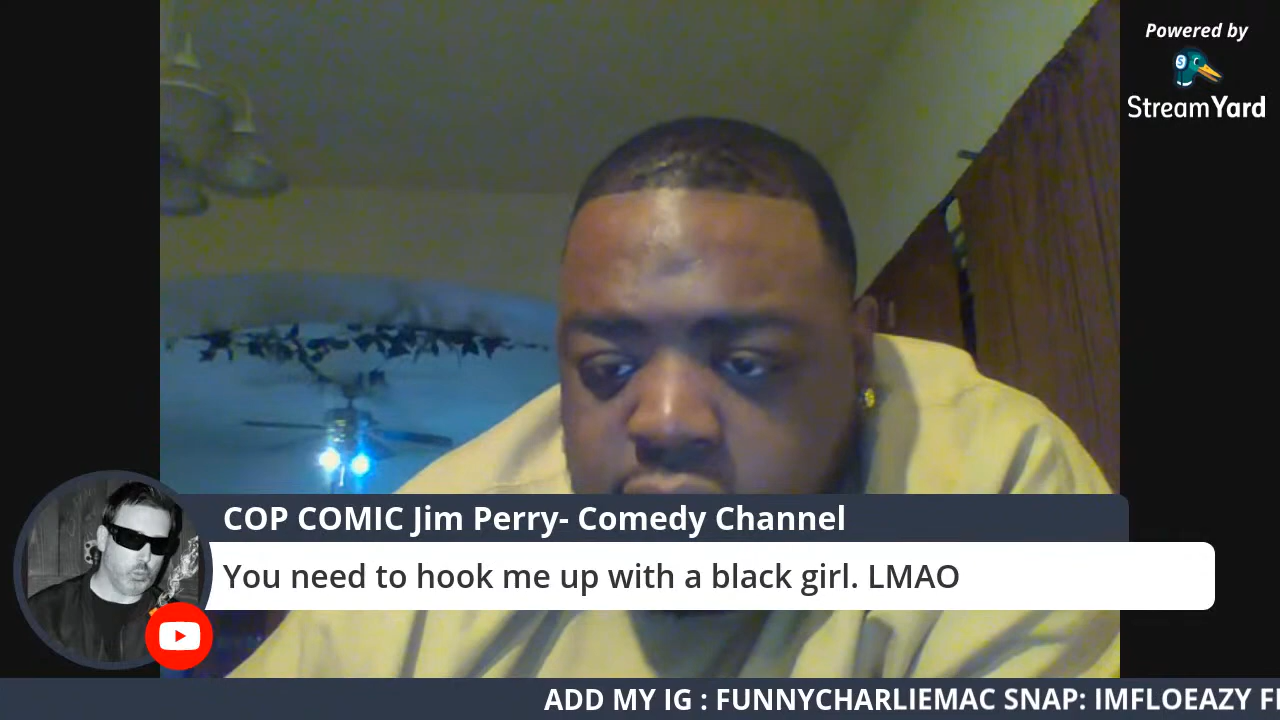 Powered by
StreamYard
COP COMIC Jim Perry- Comedy Channel
You need to hook me up with a black girl. LMAO
ADD MY IG : FUNNYCHARLIEMAC SNAP: IMFLOEAZY